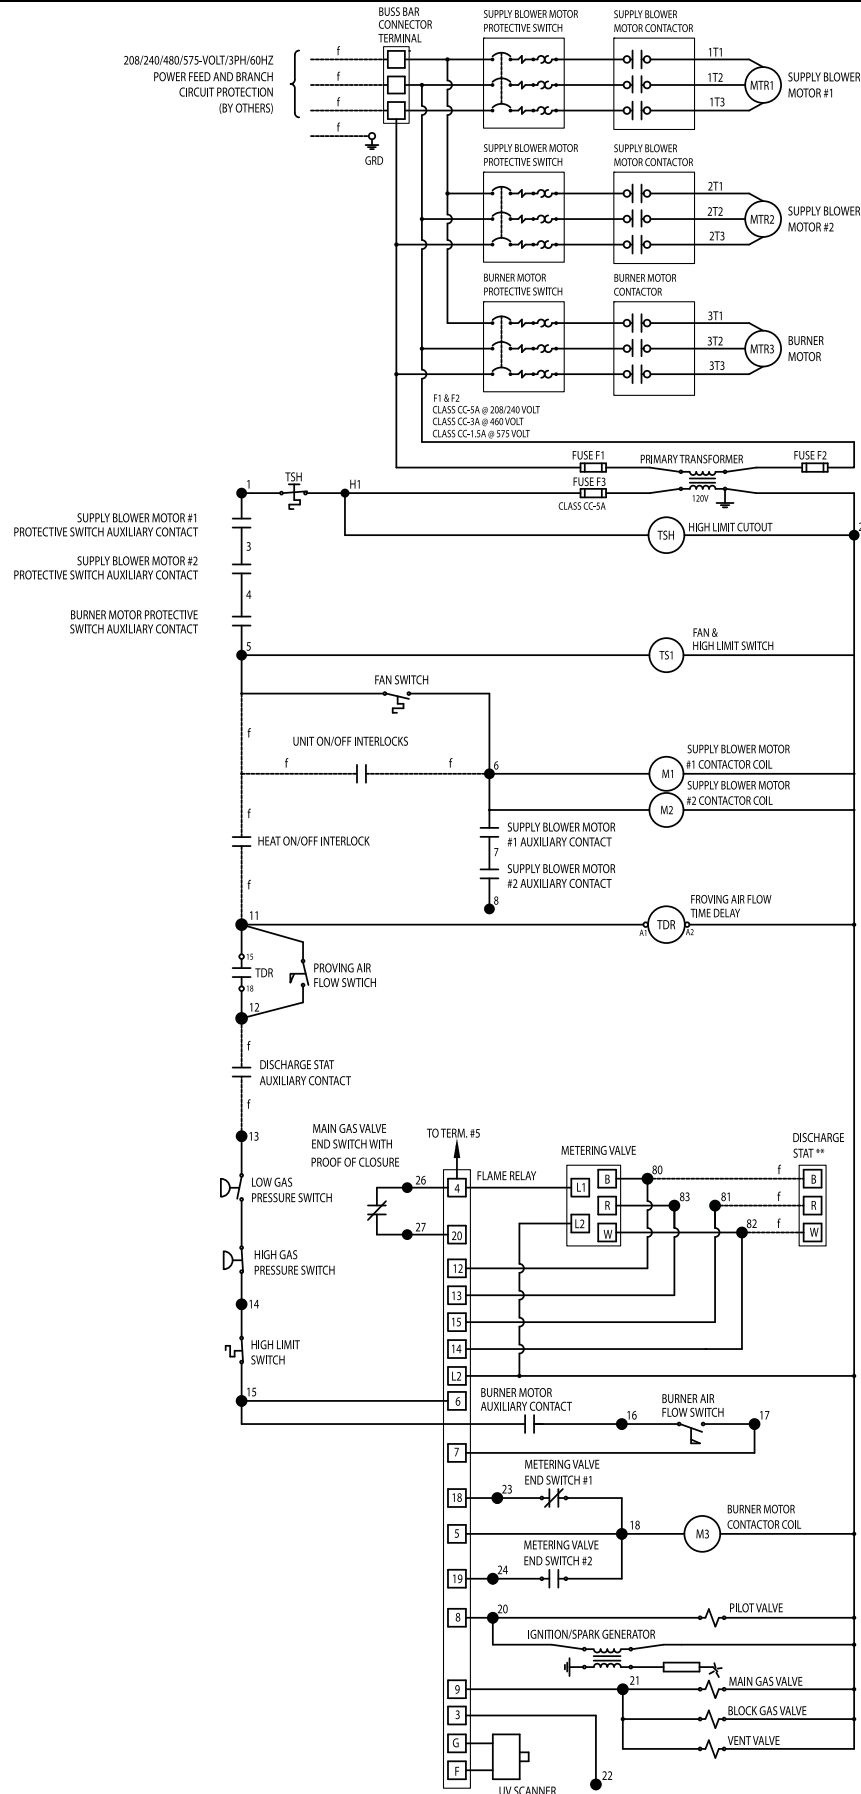 BUSS BAR
CONNECTOR
TERMINAL
SUPPLY BLOWER MOTOR
PROTECTIVE SWITCH
SUPPLY BLOWER
MOTOR CONTACTOR
208/240/480/575-VOLT/3PH/60HZ
POWER FEED AND BRANCH
CIRCUIT PROTECTION
(BY OTHERS)
f
f
f
f
GRD
1T1
1T2
1T3
MTR1
SUPPLY BLOWER
MOTOR #1
SUPPLY BLOWER MOTOR
PROTECTIVE SWITCH
SUPPLY BLOWER
MOTOR CONTACTOR
2T1
2T2
2T3
MTR2
SUPPLY BLOWER
MOTOR #2
BURNER MOTOR
PROTECTIVE SWITCH
BURNER MOTOR
CONTACTOR
3T1
3T2
3T3
MTR3
BURNER
MOTOR
F1 & F2
CLASS CC-5A @ 208/240 VOLT
CLASS CC-3A @ 460 VOLT
CLASS CC-1.5A @ 575 VOLT
FUSE F1
PRIMARY TRANSFORMER
FUSE F2
1
TSH
H1
FUSE F3
CLASS CC-5A
120V
SUPPLY BLOWER MOTOR #1
PROTECTIVE SWITCH AUXILIARY CONTACT
TSH
HIGH LIMIT CUTOUT
2
3
SUPPLY BLOWER MOTOR #2
PROTECTIVE SWITCH AUXILIARY CONTACT
4
BURNER MOTOR PROTECTIVE
SWITCH AUXILIARY CONTACT
5
TS1
FAN &
HIGH LIMIT SWITCH
FAN SWITCH
f
UNIT ON/OFF INTERLOCKS
f
f
6
M1
SUPPLY BLOWER MOTOR
#1 CONTACTOR COIL
M2
SUPPLY BLOWER MOTOR
#2 CONTACTOR COIL
f
HEAT ON/OFF INTERLOCK
SUPPLY BLOWER MOTOR
#1 AUXILIARY CONTACT
7
SUPPLY BLOWER MOTOR
#2 AUXILIARY CONTACT
8
f
11
A1
TDR
A2
FROVING AIR FLOW
TIME DELAY
15
TDR
18
PROVING AIR
FLOW SWTICH
12
f
DISCHARGE STAT
AUXILIARY CONTACT
f
13
MAIN GAS VALVE
END SWITCH WITH
PROOF OF CLOSURE
TO TERM. #5
FLAME RELAY
METERING VALVE
DISCHARGE
STAT **
LOW GAS
PRESSURE SWITCH
26
4
L1
B
80
f
B
R
83
81
f
R
27
20
L2
W
82
f
W
HIGH GAS
PRESSURE SWITCH
12
13
14
15
HIGH LIMIT
SWITCH
14
L2
15
6
BURNER MOTOR
AUXILIARY CONTACT
16
BURNER AIR
FLOW SWITCH
17
7
METERING VALVE
END SWITCH #1
18
23
5
18
M3
BURNER MOTOR
CONTACTOR COIL
METERING VALVE
END SWITCH #2
19
24
8
20
PILOT VALVE
IGNITION/SPARK GENERATOR
9
21
MAIN GAS VALVE
3
BLOCK GAS VALVE
G
VENT VALVE
F
22
UV SCANNER